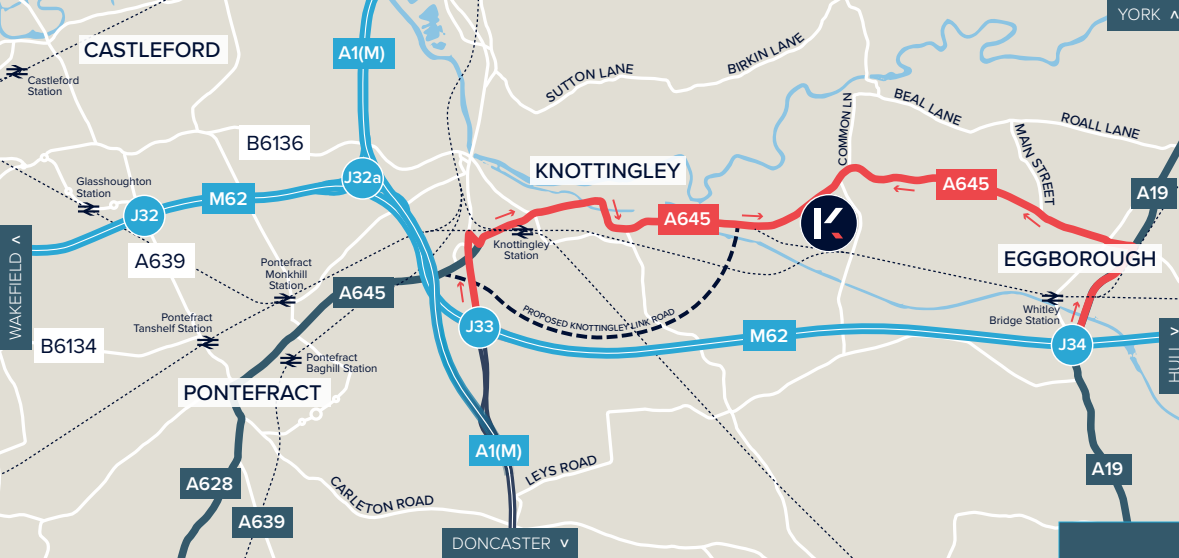 YORK >
CASTLEFORD
A1(M)
Castleford
Station
SUTTON LANE
BIRKIN LANE
COMMON LN
BEAL LANE
ROALL LANE
MAIN STREET
B6136
KNOTTINGLEY
J32a
Glasshoughton
Station
M62
J32
A645
A645
A19
K
WAKEFIELD >
A639
Knottingley
Station
EGGBOROUGH
Pontefract
Monkhill
Station
A645
Whitley
Bridge Station
Pontefract
Tanshelf Station
PROPOSED KNOTTINGLEY LINK ROAD
J33
M62
J34
HULL >
B6134
Pontefract
Baghill Station
PONTEFRACT
A1(M)
LEYS ROAD
A19
A628
CARLETON ROAD
A639
DONCASTER >